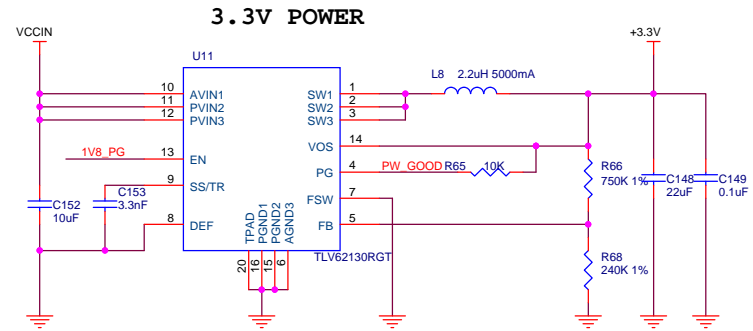 3.3V POWER
VCCIN
+3.3V
U11
L8 2.2uH 5000mA
10 AVIN1
11 PVIN2
12 PVIN3
SW1 1
SW2 2
SW3 3
1V8_PG 13 EN
VOS 14
PG 4 PW_GOOD R65 10K
9 SS/TR
FSW 7
8 DEF
FB 5
C152
10uF
C153
3.3nF
R66
750K 1%
C148
22uF
C149
0.1uF
TPAD
PGND1
PGND2
AGND3
20
16
15
6
TLV62130RGT
R68
240K 1%